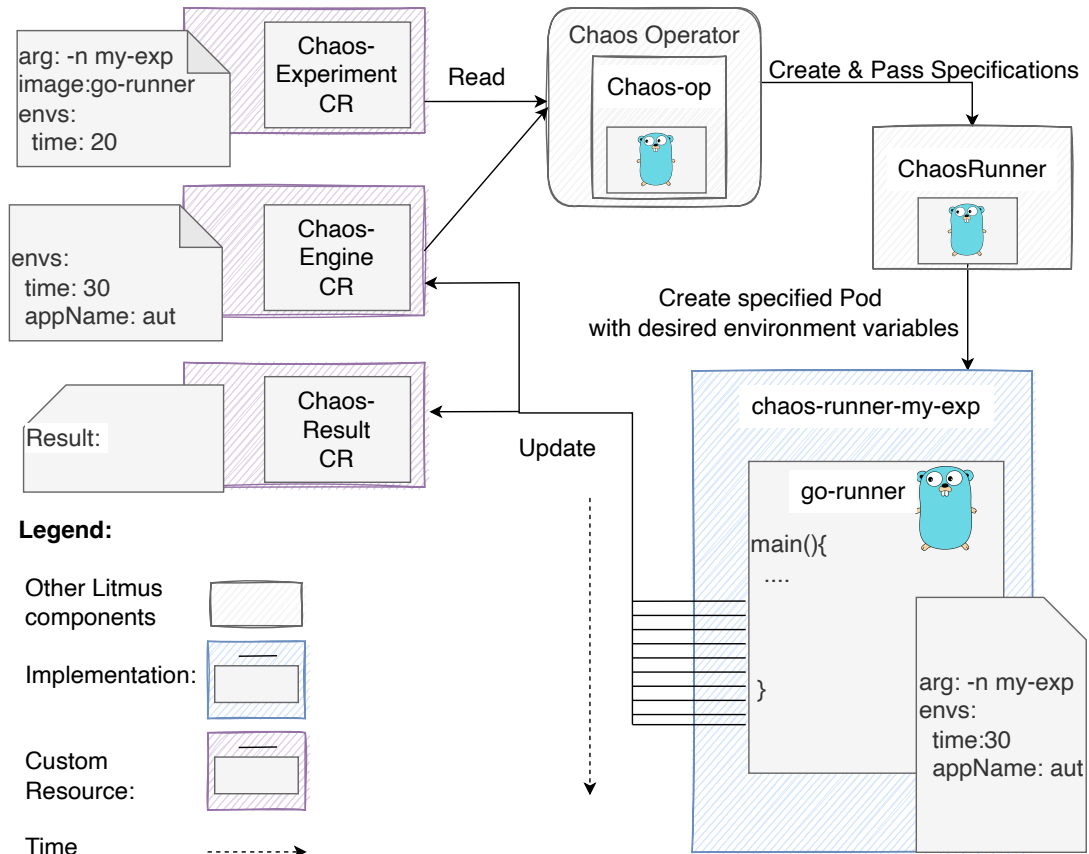 arg: -n my-exp
image:go-runner
envs:
time: 20
Chaos-
Experiment
CR
Read
Chaos Operator
Chaos-op
Create & Pass Specifications
ChaosRunner
envs:
time: 30
appName: aut
Chaos-
Engine
CR
Create specified Pod
with desired environment variables
Result:
Chaos-
Result
CR
Update
chaos-runner-my-exp
go-runner
main(){
....
}
arg: -n my-exp
envs:
time:30
appName: aut
Legend:
Other Litmus
components
Implementation:
Custom
Resource:
Time